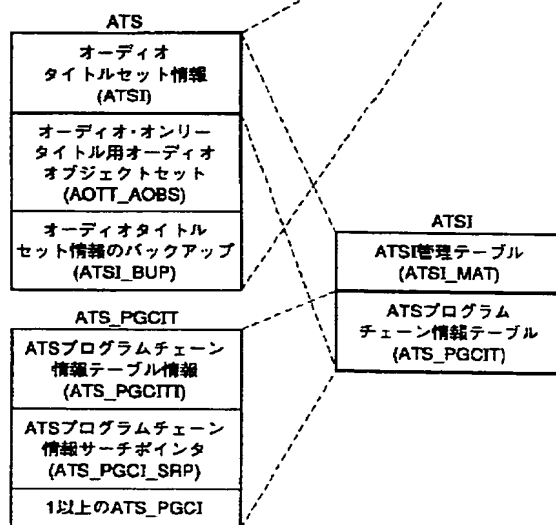 ATS
オーディオ
タイトルセット情報
(ATSI)
オーディオ・オンリー
タイトル用オーディオ
オブジェクトセット
(AOTT_AOBS)
オーディオタイトル
セット情報のバックアップ
(ATSI_BUP)
ATSI
ATSI管理テーブル
(ATSI_MAT)
ATSプログラム
チェーン情報テーブル
(ATS_PGCIT)
ATS_PGCIT
ATSプログラムチェーン
情報テーブル情報
(ATS_PGCITI)
ATSプログラムチェーン
情報サーチポインタ
(ATS_PGCI_SRP)
1以上のATS_PGCI